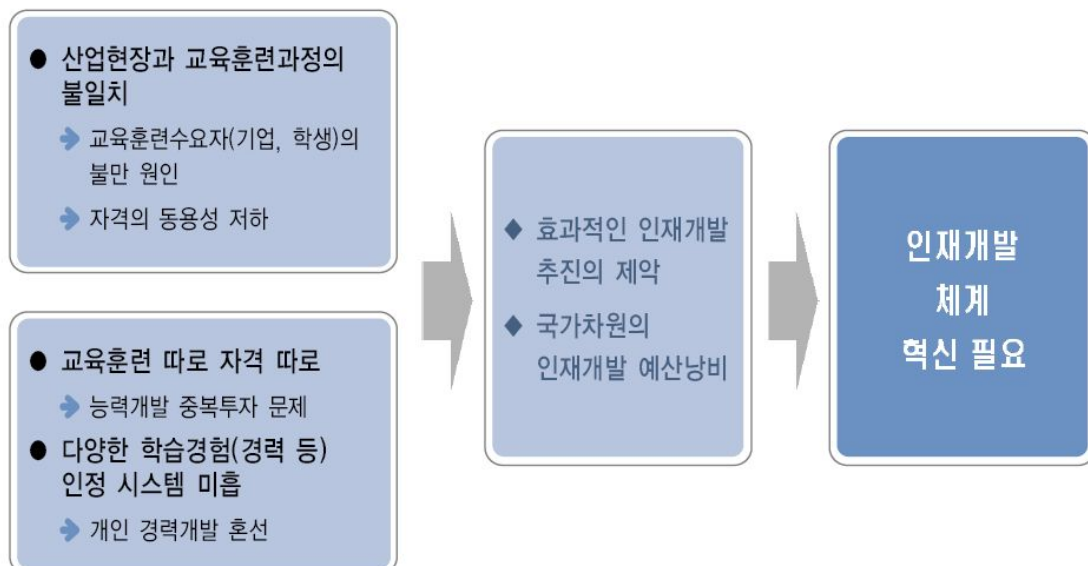 ● 산업현장과 교육훈련과정의
불일치
➔ 교육훈련수요자(기업, 학생)의
불만 원인
➔ 자격의 통용성 저하
● 교육훈련 따로 자격 따로
➔ 능력개발 중복투자 문제
● 다양한 학습경험(경력 등)
인정 시스템 미흡
➔ 개인 경력개발 혼선
◆ 효과적인 인재개발
추진의 제약
◆ 국가차원의
인재개발 예산낭비
인재개발
체계
혁신 필요